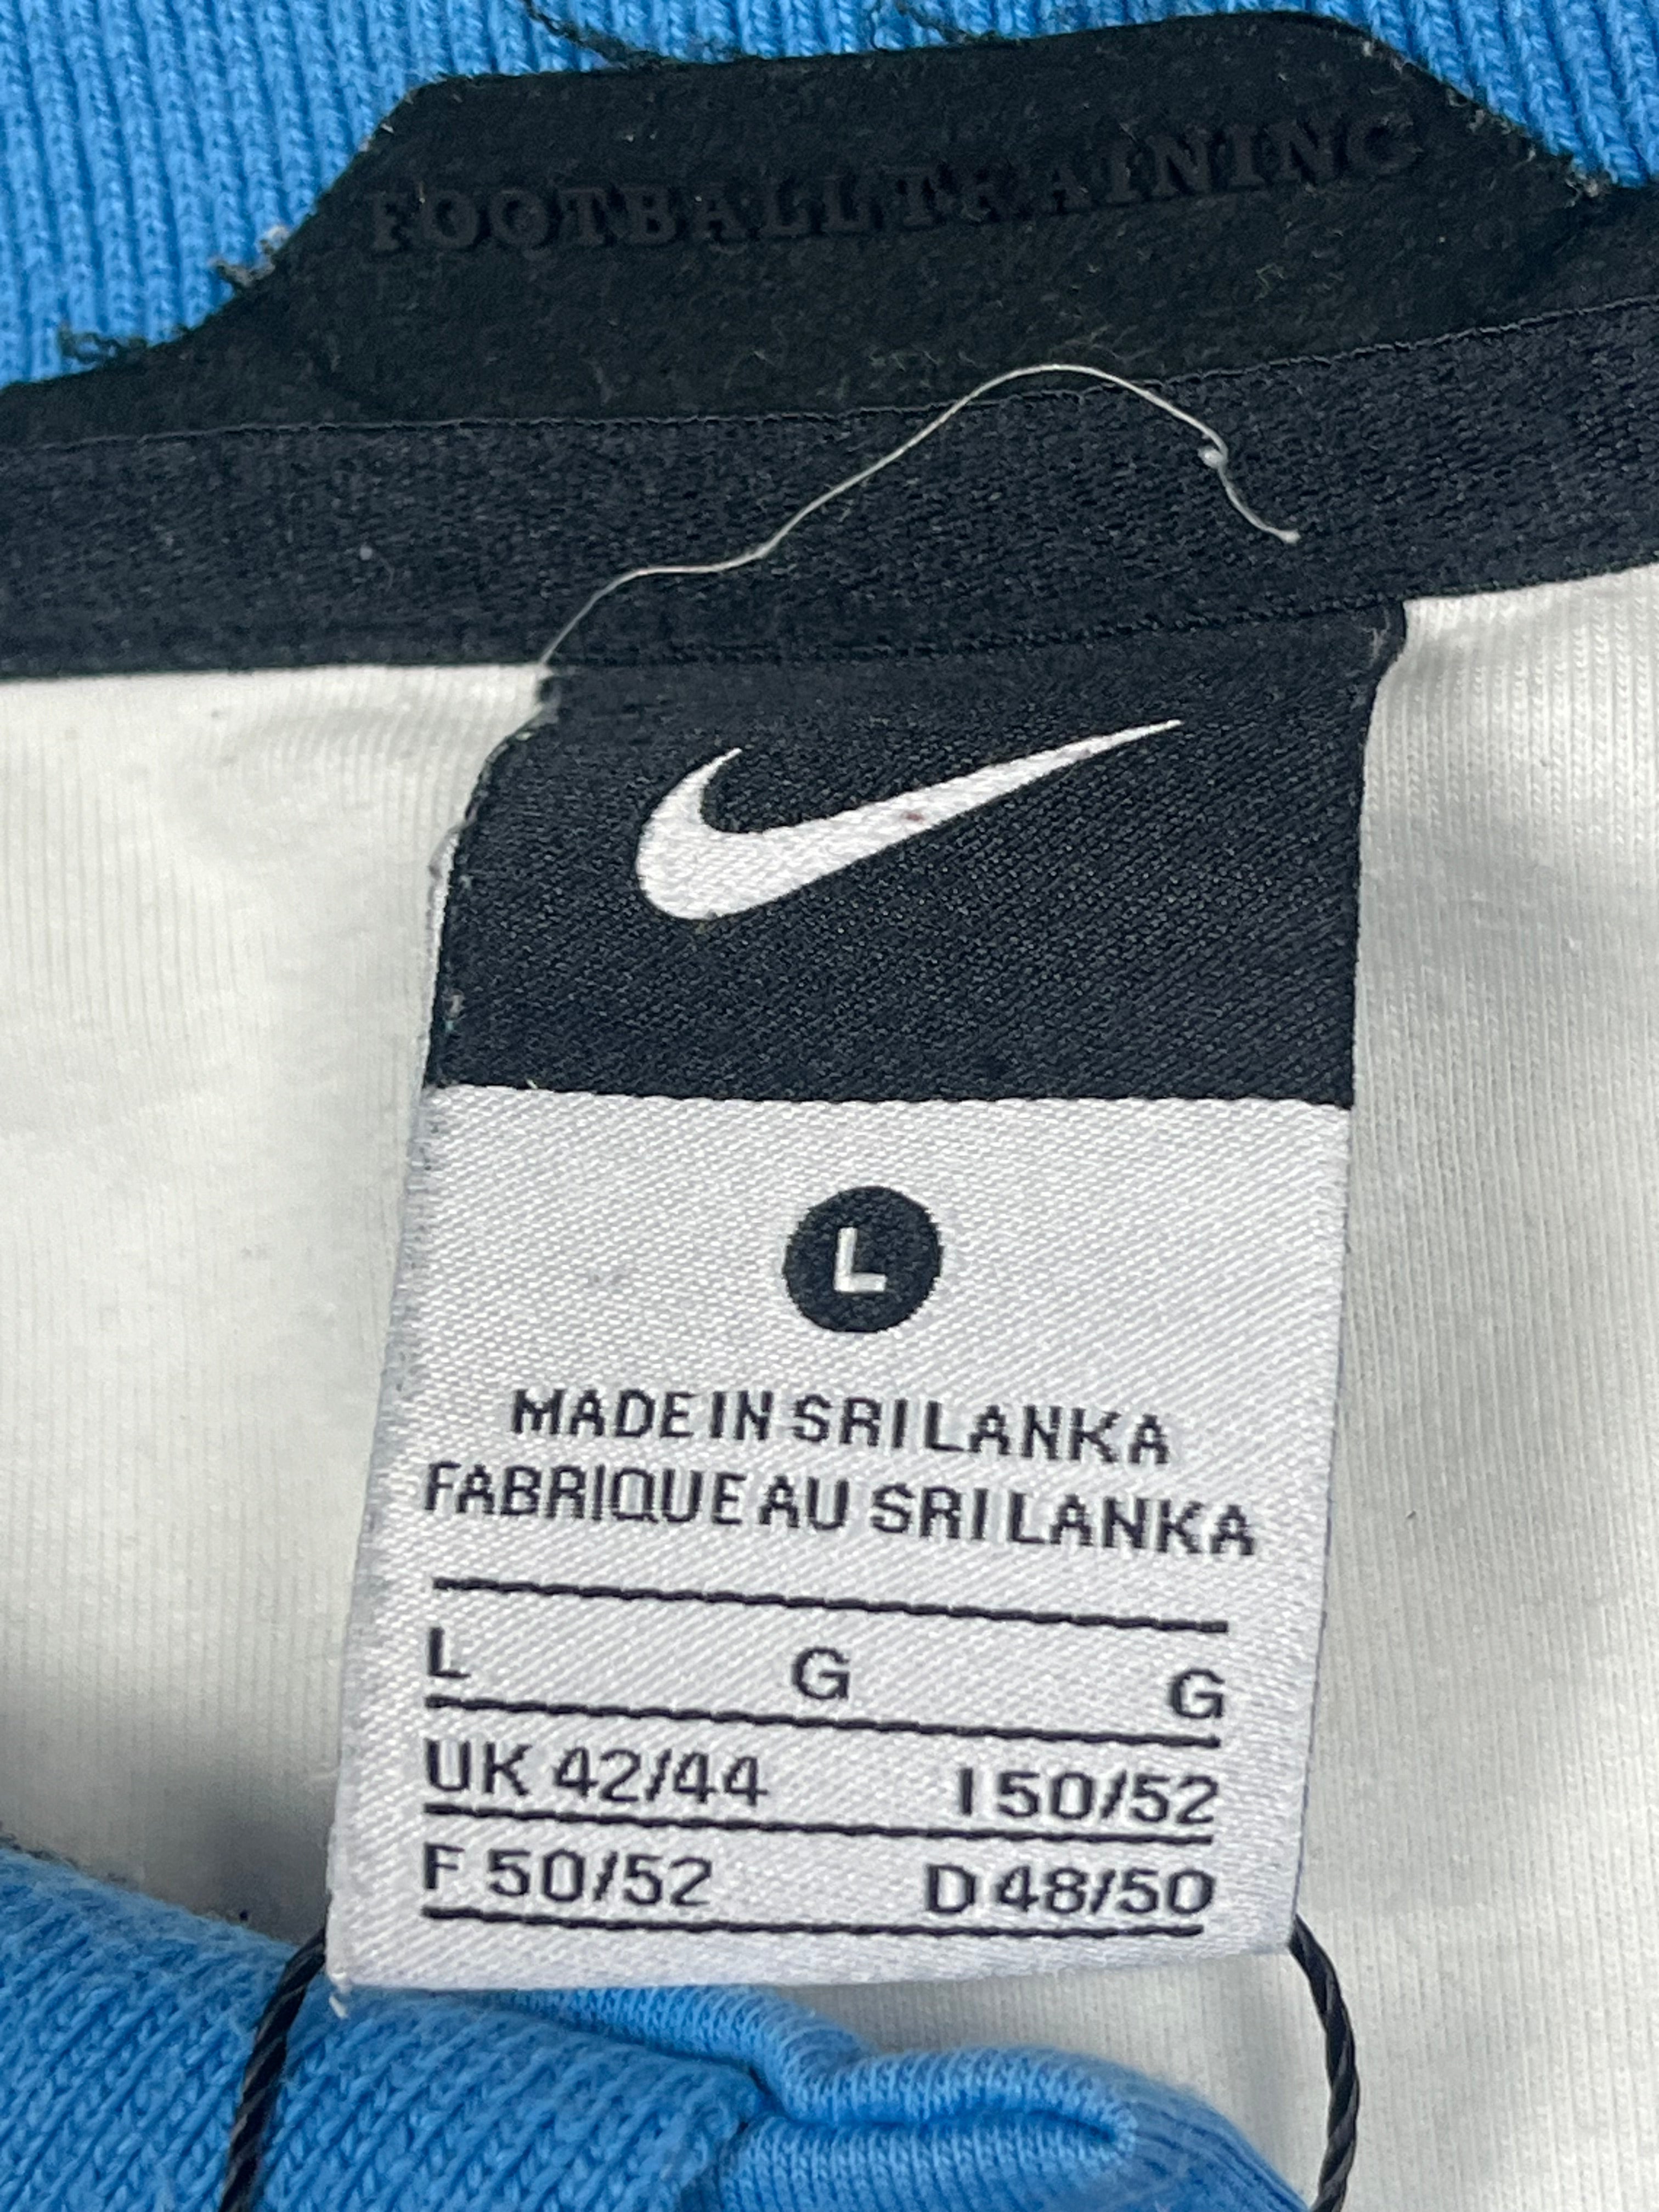 FOOTBALL TRAINING
L
MADE IN SRI LANKA
FABRIQUE AU SRI LANKA
L G G
UK 42/44 I 50/52
F 50/52 D 48/50